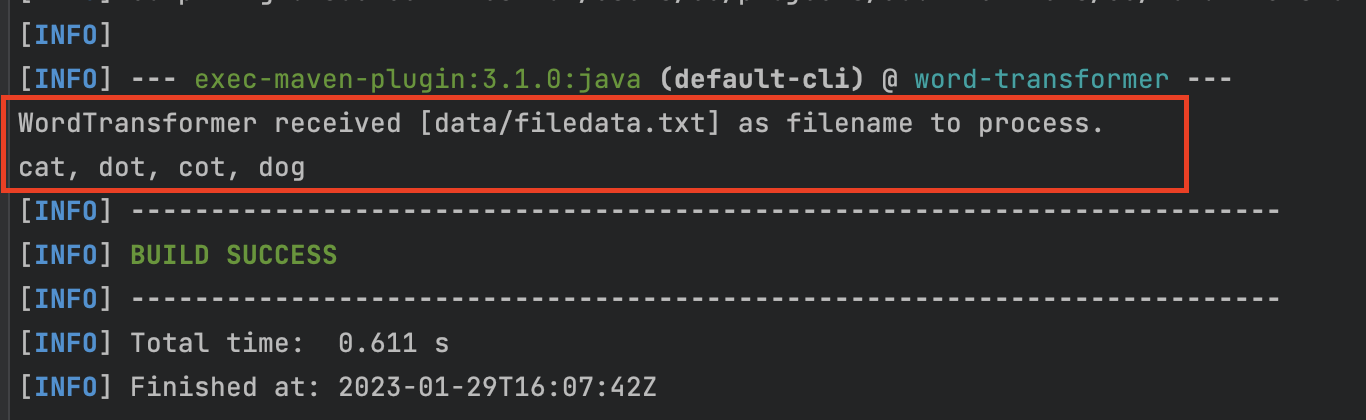 [INFO]
[INFO] --- exec-maven-plugin:3.1.0:java (default-cli) @ word-transformer ---
WordTransformer received [data/filedata.txt] as filename to process.
cat, dot, cot, dog
[INFO] ------------------------------------------------------------------------
[INFO] BUILD SUCCESS
[INFO] ------------------------------------------------------------------------
[INFO] Total time:  0.611 s
[INFO] Finished at: 2023-01-29T16:07:42Z